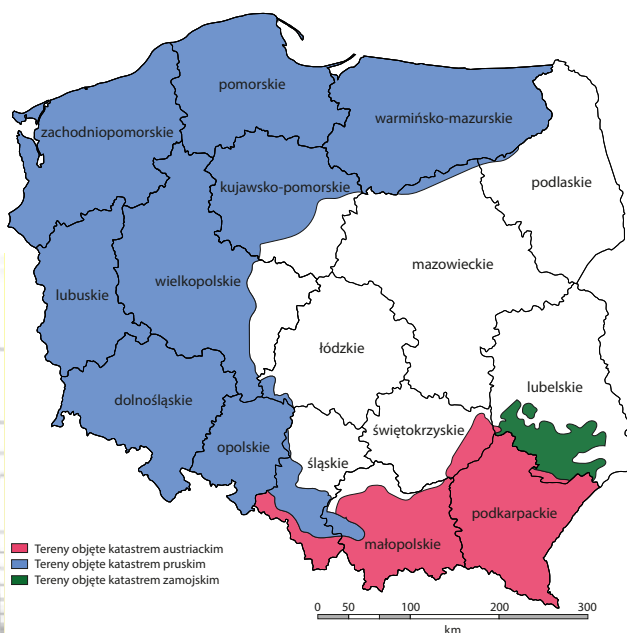 pomorskie
zachodniopomorskie
warmińsko-mazurskie
podlaskie
kujawsko-pomorskie
mazowieckie
wielkopolskie
lubuskie
łódzkie
lubelskie
dolnośląskie
świętokrzyskie
opolskie
śląskie
podkarpackie
małopolskie
Tereny objęte katastrem austriackim
Tereny objęte katastrem pruskim
Tereny objęte katastrem zamojskim
0 50 100 200 300
km